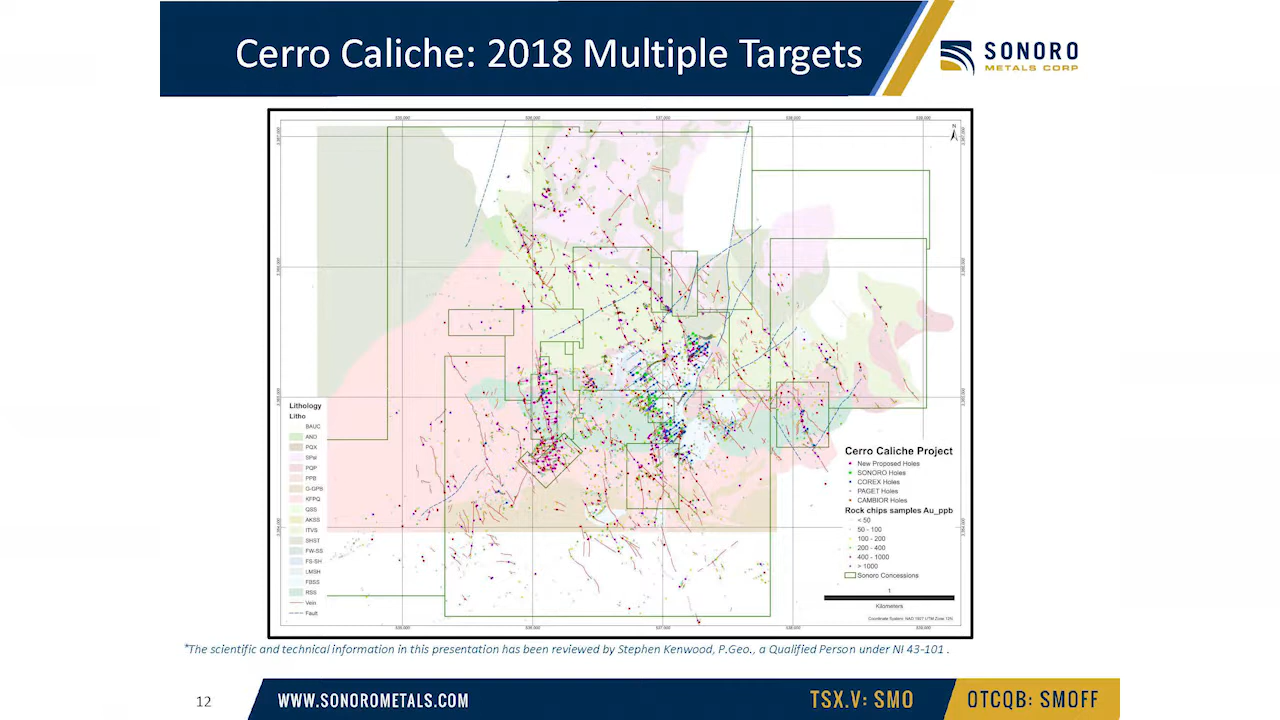 Cerro Caliche: 2018 Multiple Targets
SONORO
METALS CORP
N
Lithology
Litho
BAUC
AND
PQX
SPW
PQP
PPB
G-GPB
KFPQ
QSS
AKSS
ITVS
SHST
FW-SS
FS-SH
LMSH
FBSS
RSS
Vein
Fault
Cerro Caliche Project
New Proposed Holes
SONORO Holes
COREX Holes
PAGET Holes
CAMBIOR Holes
Rock chips samples Au_ppb
< 50
50 - 100
100 - 200
200 - 400
400 - 1000
> 1000
Sonoro Concessions
1
Kilometers
*The scientific and technical information in this presentation has been reviewed by Stephen Kenwood, P.Geo., a Qualified Person under NI 43-101 .
12
WWW.SONOROMETALS.COM
TSX.V: SMO
OTCQB: SMOFF